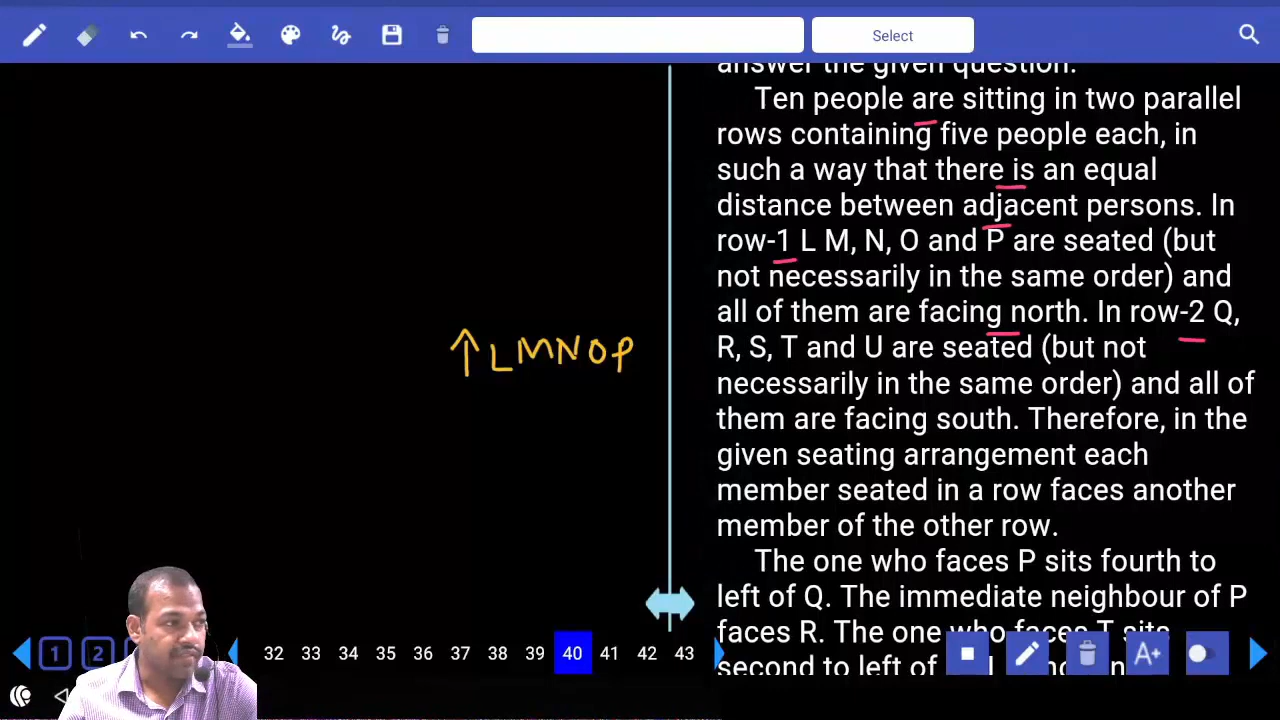 Select
answer the given question.
Ten people are sitting in two parallel
rows containing five people each, in
such a way that there is an equal
distance between adjacent persons. In
row-1 L M, N, O and P are seated (but
not necessarily in the same order) and
all of them are facing north. In row-2 Q,
R, S, T and U are seated (but not
necessarily in the same order) and all of
them are facing south. Therefore, in the
given seating arrangement each
member seated in a row faces another
member of the other row.
The one who faces P sits fourth to
left of Q. The immediate neighbour of P
faces R. The one who faces T sits
second to left of
↑ L M N O P
1 2 32 33 34 35 36 37 38 39 40 41 42 43 A+